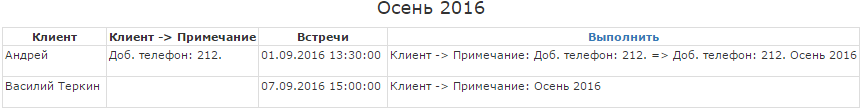 Осень 2016
Клиент Клиент -> Примечание Встречи Выполнить
Андрей Доб. телефон: 212. 01.09.2016 13:30:00 Клиент -> Примечание: Доб. телефон: 212. => Доб. телефон: 212. Осень 2016
Василий Теркин 07.09.2016 15:00:00 Клиент -> Примечание: Осень 2016